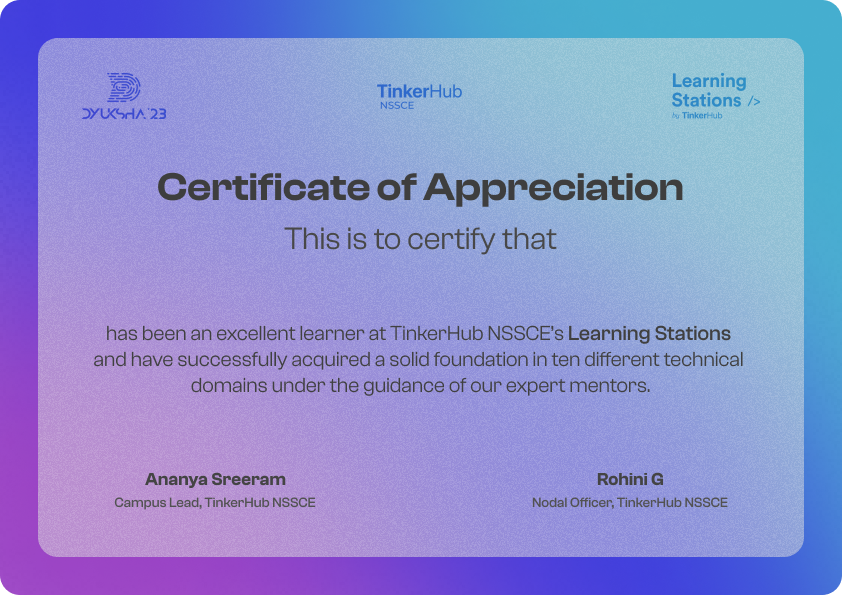 DYUKSHA '23
TinkerHub
NSSCE
Learning
Stations />
by TinkerHub
Certificate of Appreciation
This is to certify that
has been an excellent learner at TinkerHub NSSCE's Learning Stations
and have successfully acquired a solid foundation in ten different technical
domains under the guidance of our expert mentors.
Ananya Sreeram
Campus Lead, TinkerHub NSSCE
Rohini G
Nodal Officer, TinkerHub NSSCE